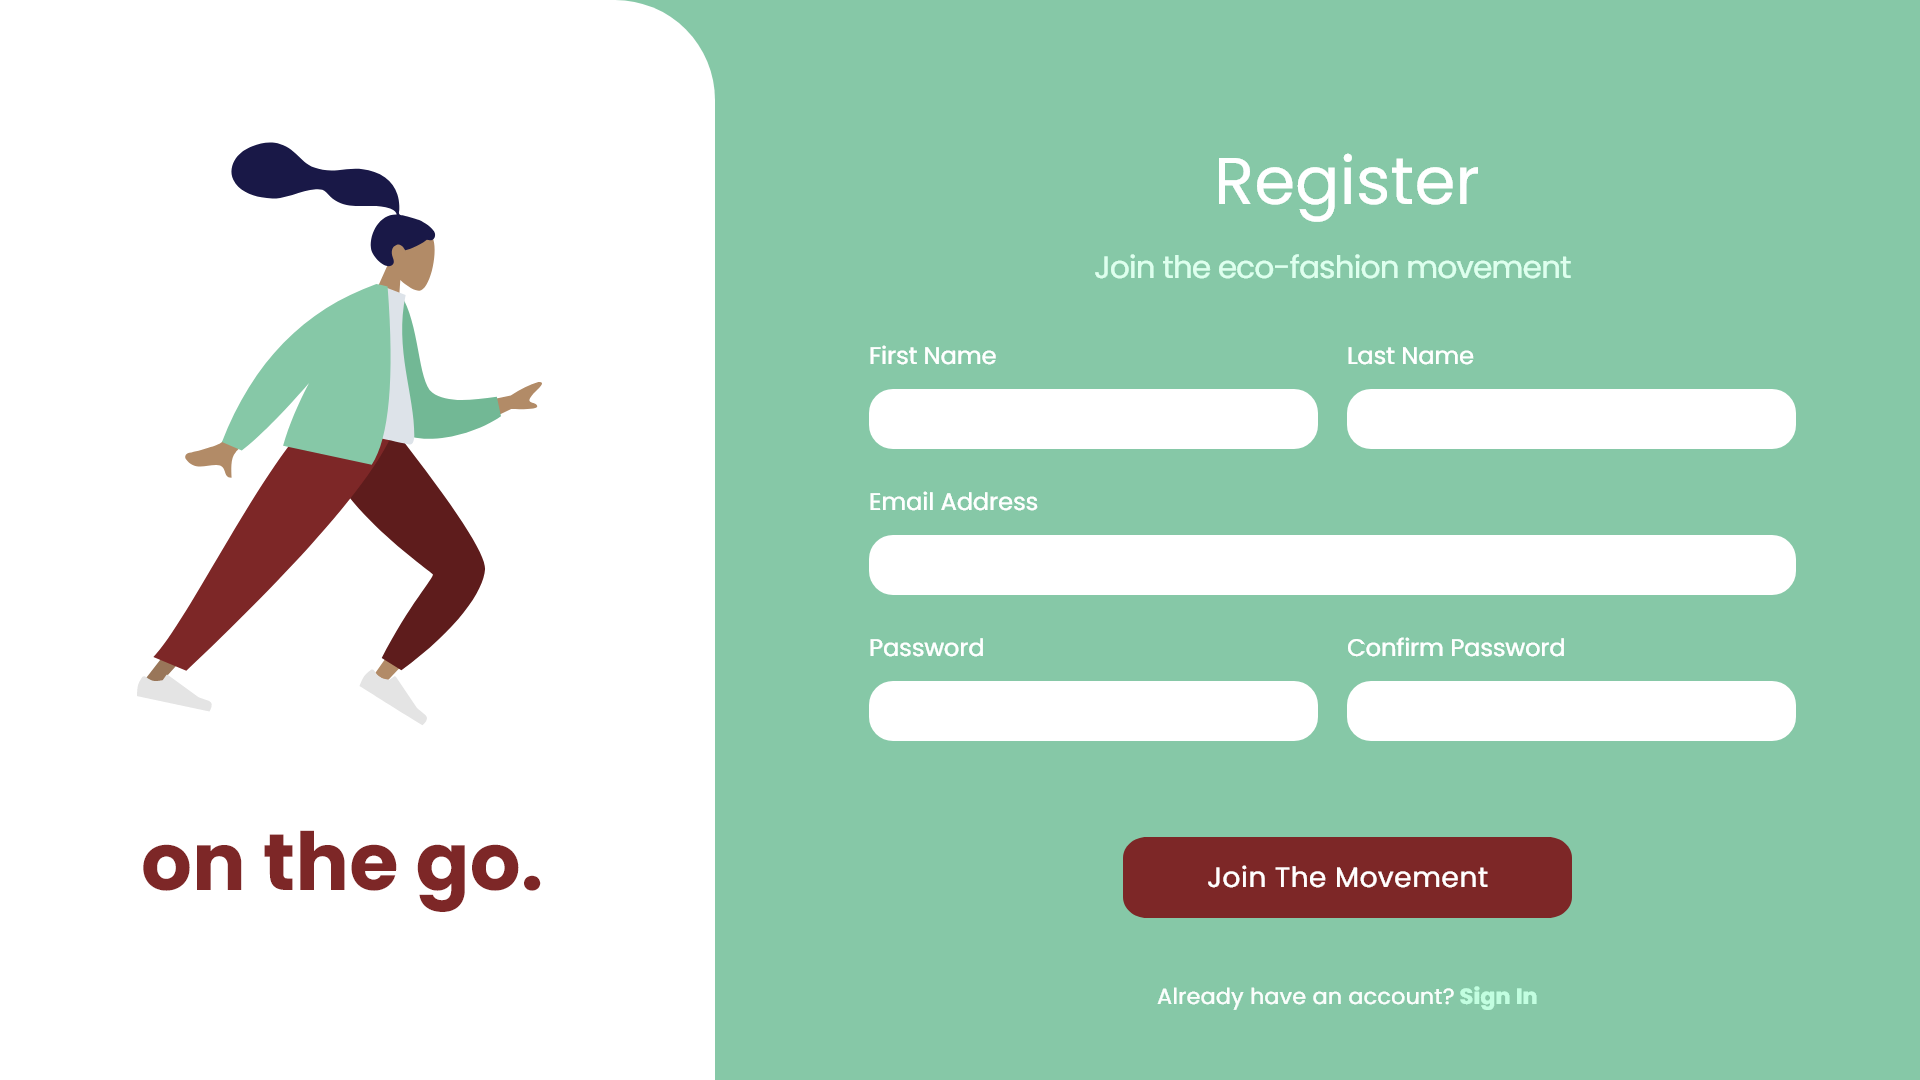 on the go.
Register
Join the eco-fashion movement
First Name
Last Name
Email Address
Password
Confirm Password
Join The Movement
Already have an account? Sign In